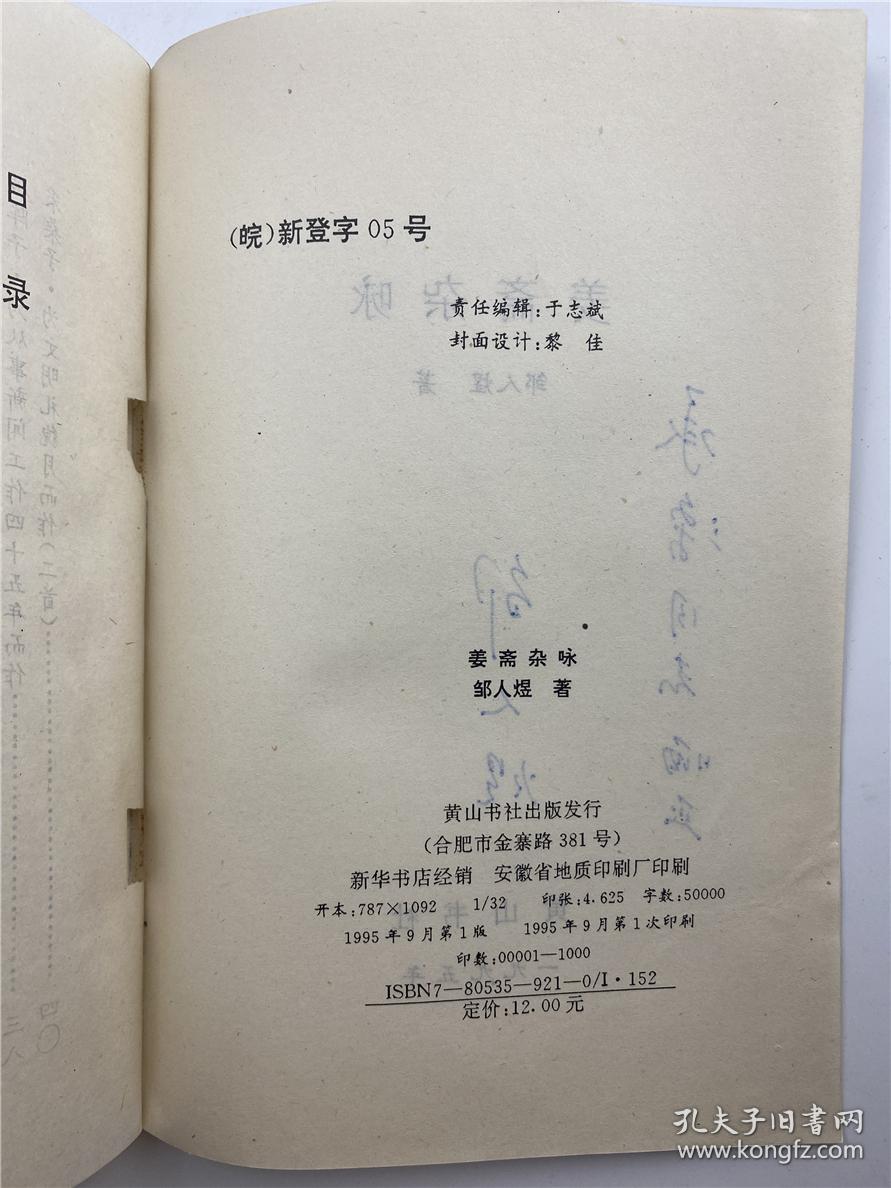 (皖)新登字 05 号
责任编辑:于志斌
封面设计:黎　佳
姜斋杂咏
邹人煜　著
黄山书社出版发行
(合肥市金寨路 381 号)
新华书店经销　安徽省地质印刷厂印刷
开本:787×1092　1/32　印张:4.625　字数:50000
1995 年 9 月第 1 版　1995 年 9 月第 1 次印刷
印数:00001—1000
ISBN7—80535—921—0/I·152
定价:12.00 元
目录
孔夫子旧书网
www.kongfz.com